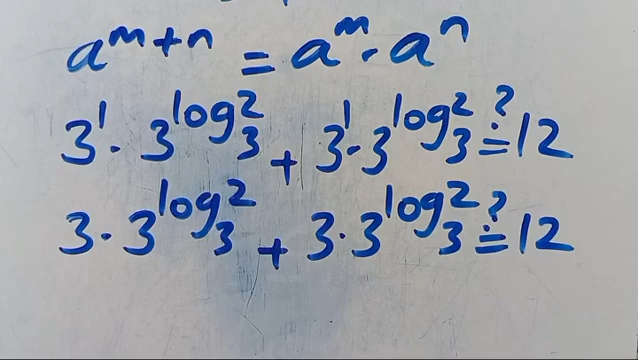 a^{m+n} = a^m · a^n
3^1 · 3^{log_3^2} + 3^1 · 3^{log_3^2} ≟ 12
3 · 3^{log_3^2} + 3 · 3^{log_3^2} ≟ 12